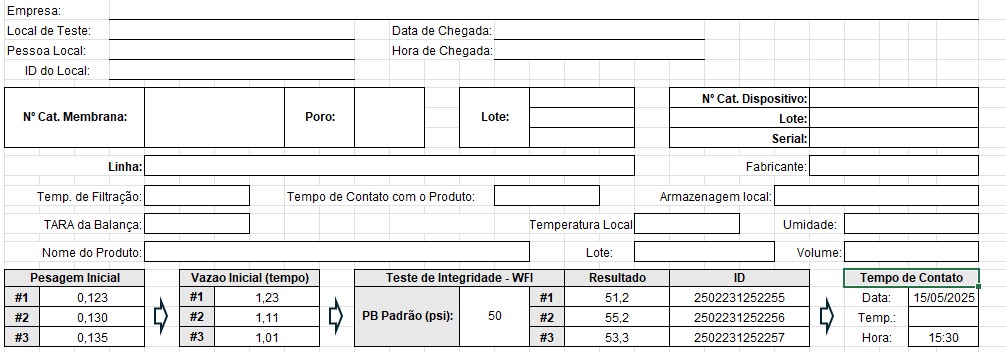 Empresa:
Local de Teste: Data de Chegada:
Pessoa Local: Hora de Chegada:
ID do Local:
Nº Cat. Membrana: Poro: Lote: Nº Cat. Dispositivo:
Lote:
Serial:
Linha: Fabricante:
Temp. de Filtração: Tempo de Contato com o Produto: Armazenagem local:
TARA da Balança: Temperatura Local Umidade:
Nome do Produto: Lote: Volume:
Pesagem Inicial Vazao Inicial (tempo) Teste de Integridade - WFI Resultado ID Tempo de Contato
#1 0,123 #1 1,23 PB Padrão (psi): 50 #1 51,2 2502231252255 Data: 15/05/2025
#2 0,130 #2 1,11 #2 55,2 2502231252256 Temp.:
#3 0,135 #3 1,01 #3 53,3 2502231252257 Hora: 15:30